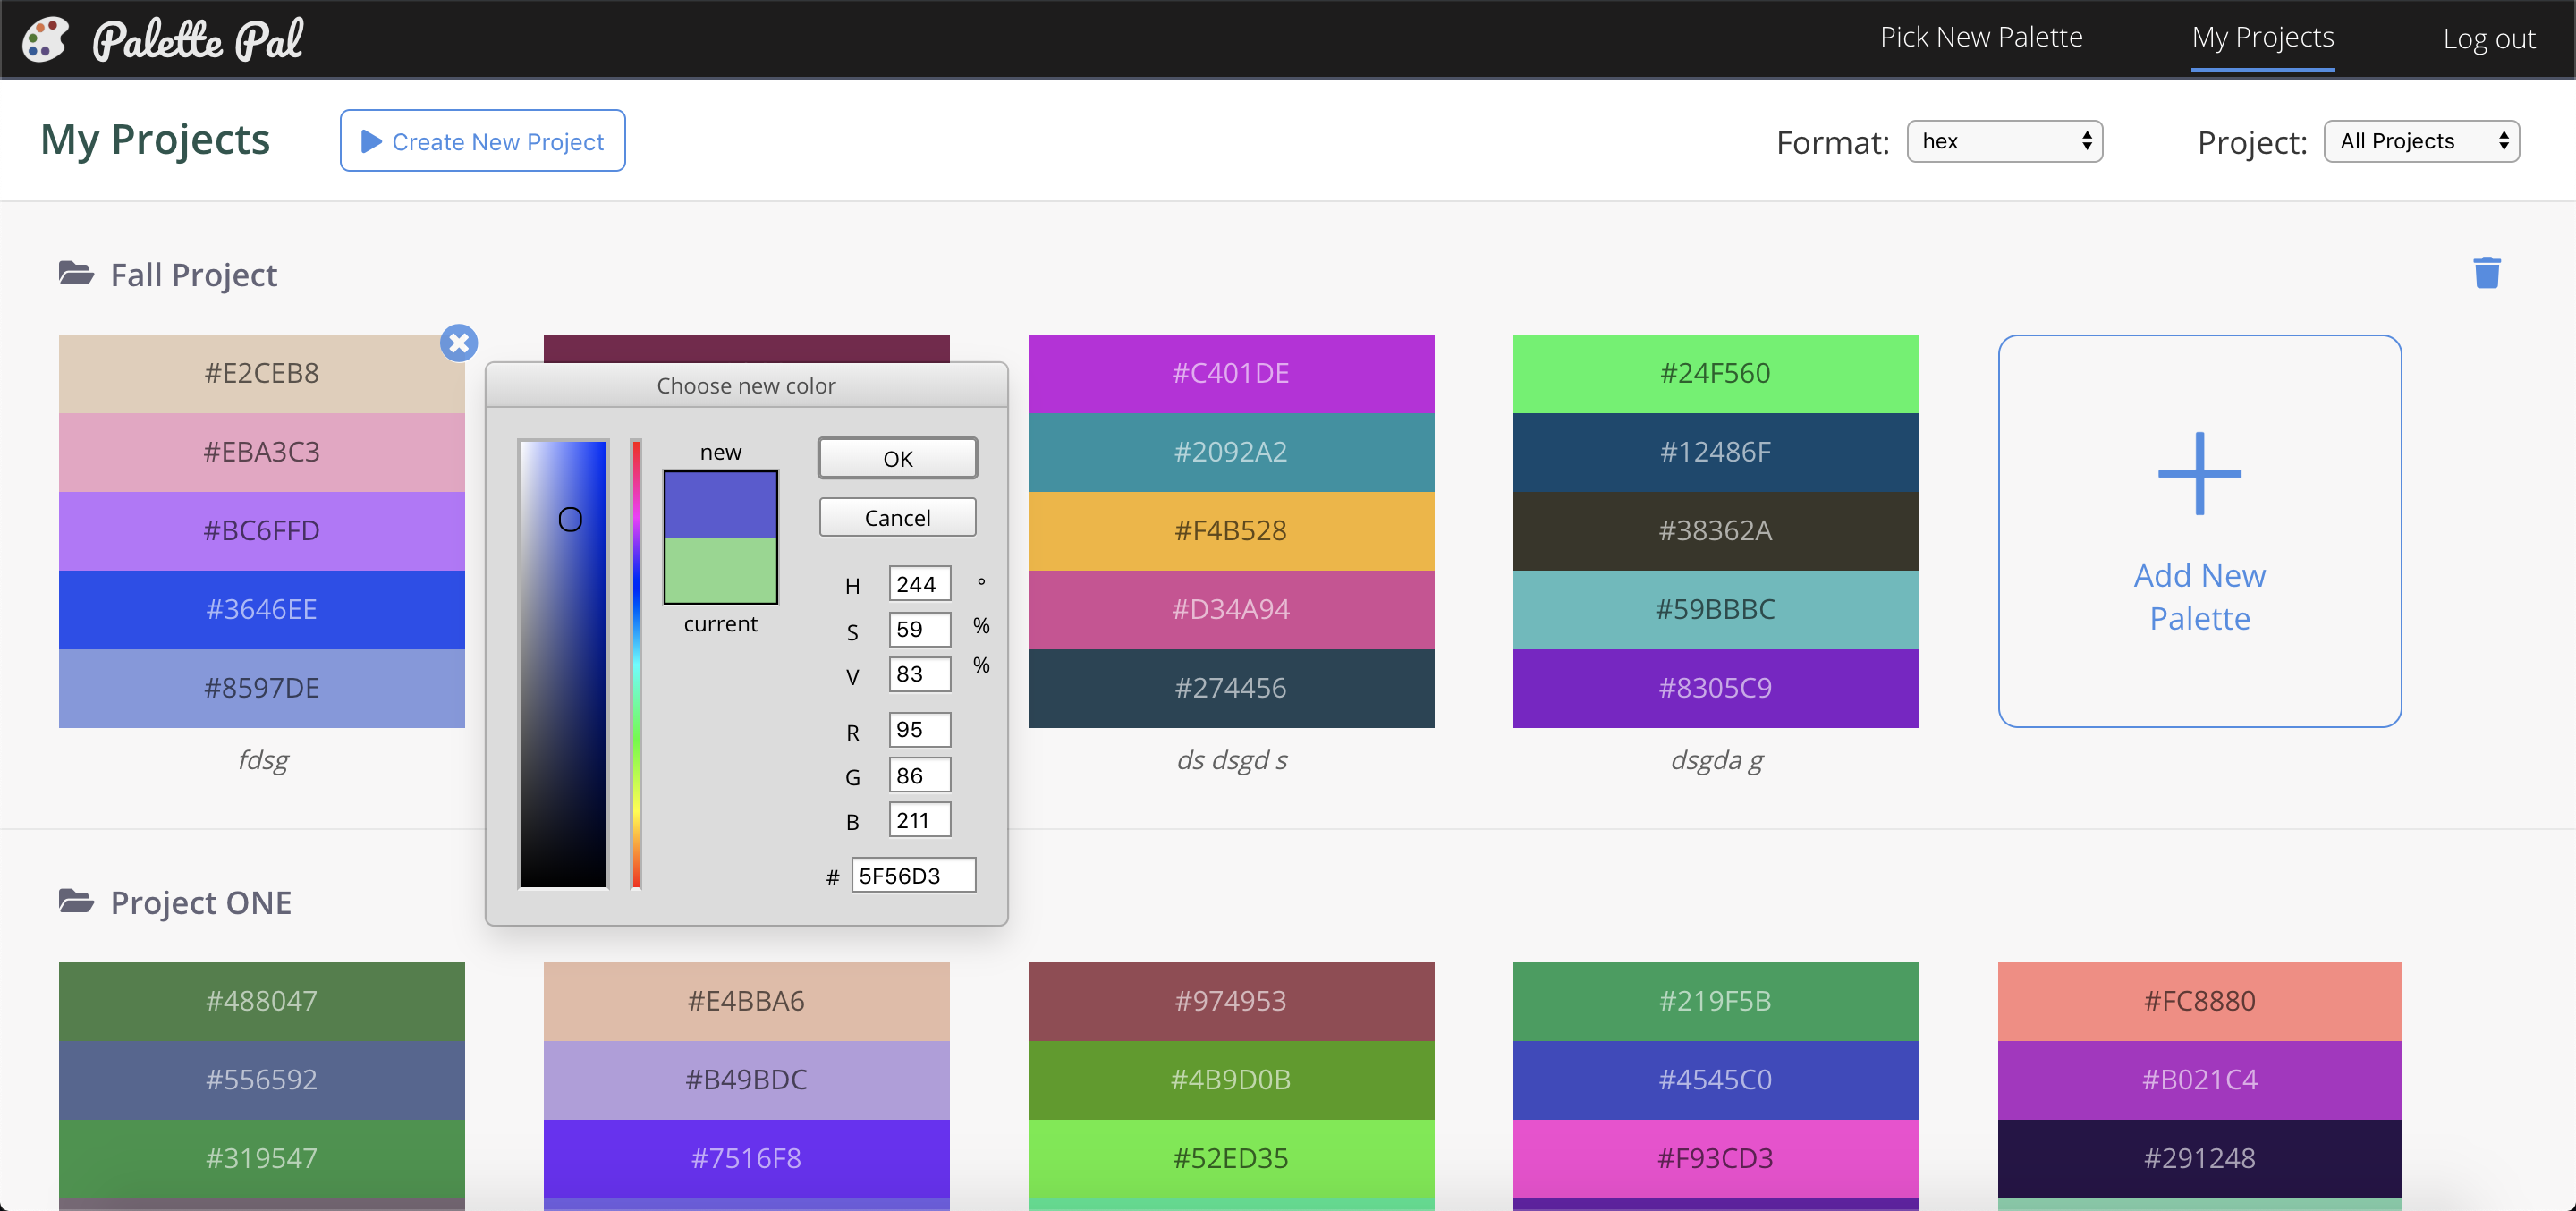 Palette Pal
Pick New Palette
My Projects
Log out
My Projects
Create New Project
Format:
hex
Project:
All Projects
Fall Project
#E2CEB8
#EBA3C3
#BC6FFD
#3646EE
#8597DE
fdsg
Choose new color
new
current
OK
Cancel
H 244 °
S 59 %
V 83 %
R 95
G 86
B 211
# 5F56D3
#C401DE
#2092A2
#F4B528
#D34A94
#274456
ds dsgd s
#24F560
#12486F
#38362A
#59BBBC
#8305C9
dsgda g
Add New
Palette
Project ONE
#488047
#556592
#319547
#E4BBA6
#B49BDC
#7516F8
#974953
#4B9D0B
#52ED35
#219F5B
#4545C0
#F93CD3
#FC8880
#B021C4
#291248